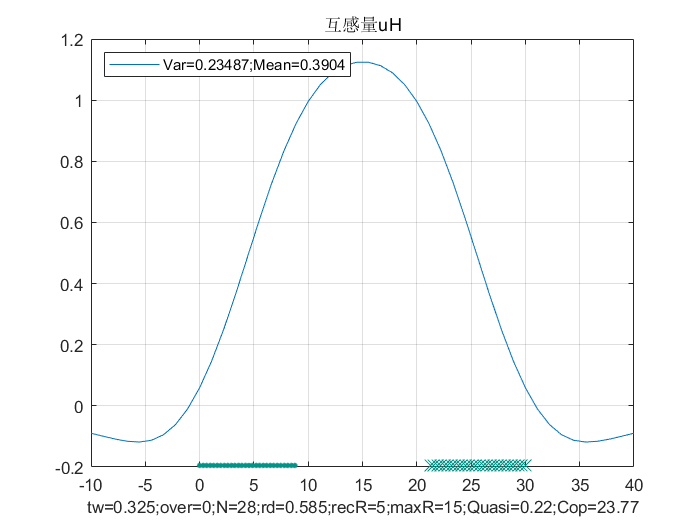 互感量uH
Var=0.23487;Mean=0.3904
1.2
1
0.8
0.6
0.4
0.2
0
-0.2
-10 -5 0 5 10 15 20 25 30 35 40
tw=0.325;over=0;N=28;rd=0.585;recR=5;maxR=15;Quasi=0.22;Cop=23.77